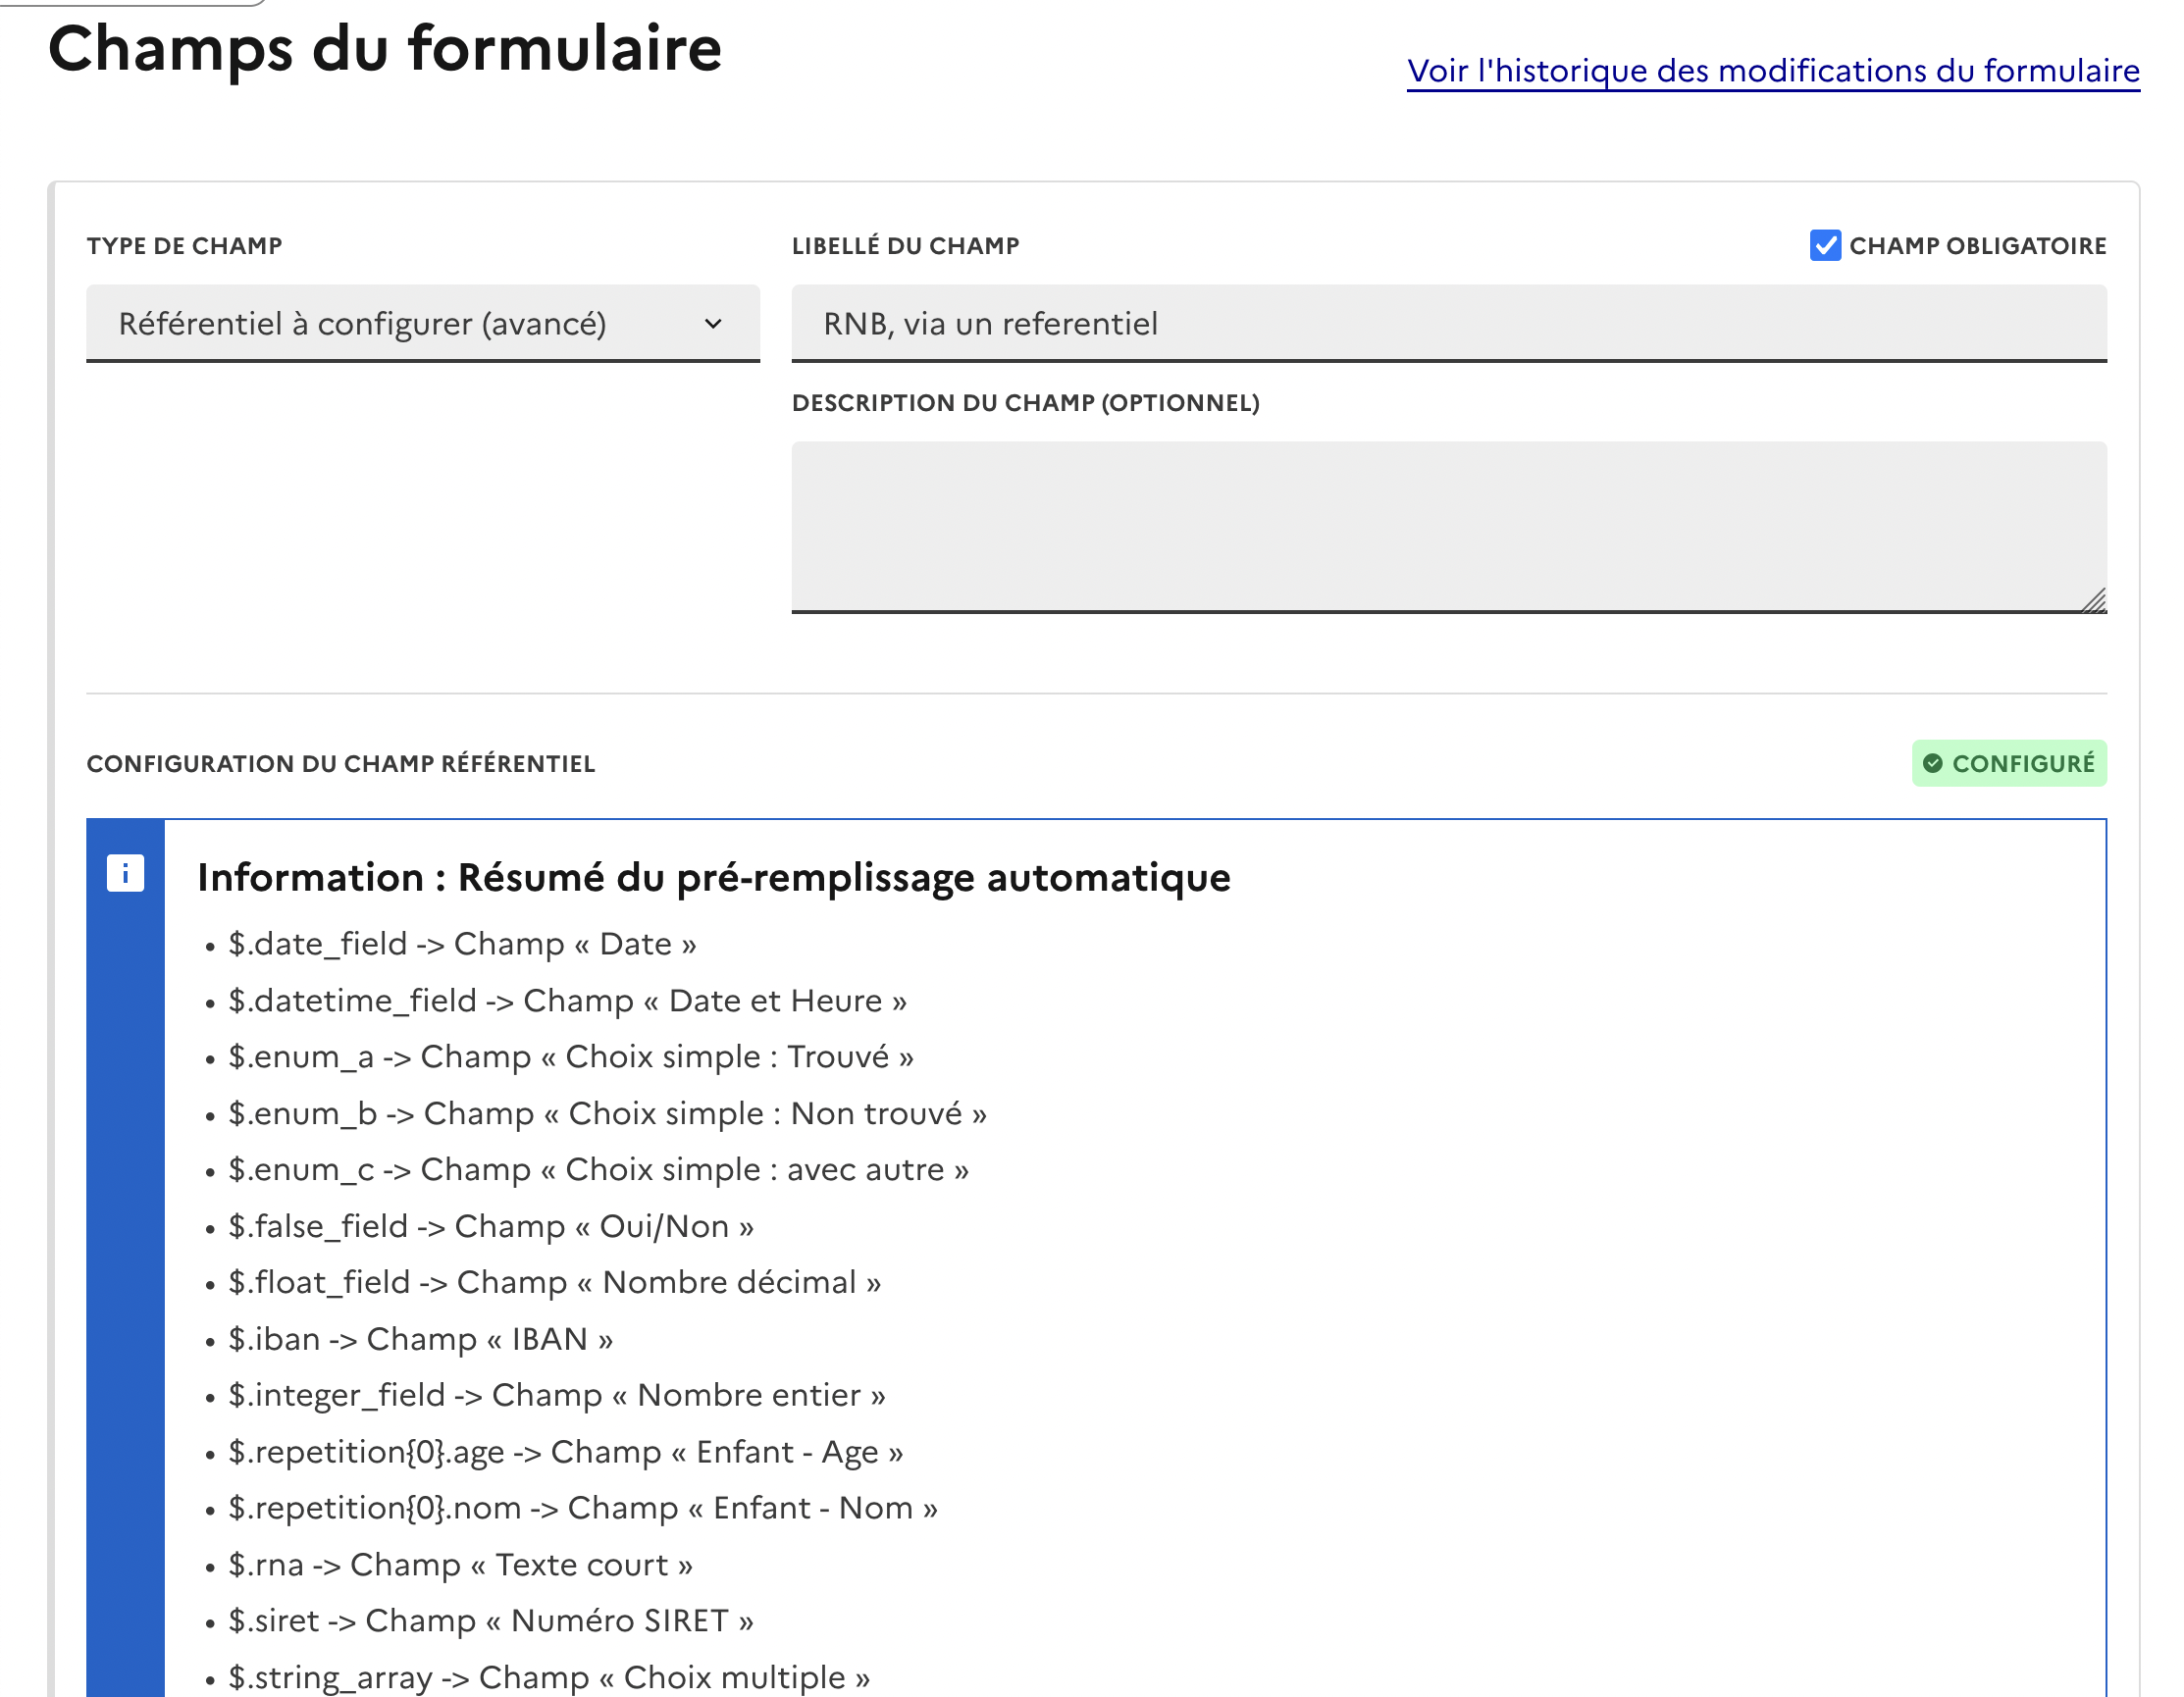 Champs du formulaire
Voir l'historique des modifications du formulaire
TYPE DE CHAMP
LIBELLÉ DU CHAMP
CHAMP OBLIGATOIRE
Référentiel à configurer (avancé)
RNB, via un referentiel
DESCRIPTION DU CHAMP (OPTIONNEL)
CONFIGURATION DU CHAMP RÉFÉRENTIEL
CONFIGURÉ
Information : Résumé du pré-remplissage automatique
• $.date_field -> Champ « Date »
• $.datetime_field -> Champ « Date et Heure »
• $.enum_a -> Champ « Choix simple : Trouvé »
• $.enum_b -> Champ « Choix simple : Non trouvé »
• $.enum_c -> Champ « Choix simple : avec autre »
• $.false_field -> Champ « Oui/Non »
• $.float_field -> Champ « Nombre décimal »
• $.iban -> Champ « IBAN »
• $.integer_field -> Champ « Nombre entier »
• $.repetition{0}.age -> Champ « Enfant - Age »
• $.repetition{0}.nom -> Champ « Enfant - Nom »
• $.rna -> Champ « Texte court »
• $.siret -> Champ « Numéro SIRET »
• $.string_array -> Champ « Choix multiple »